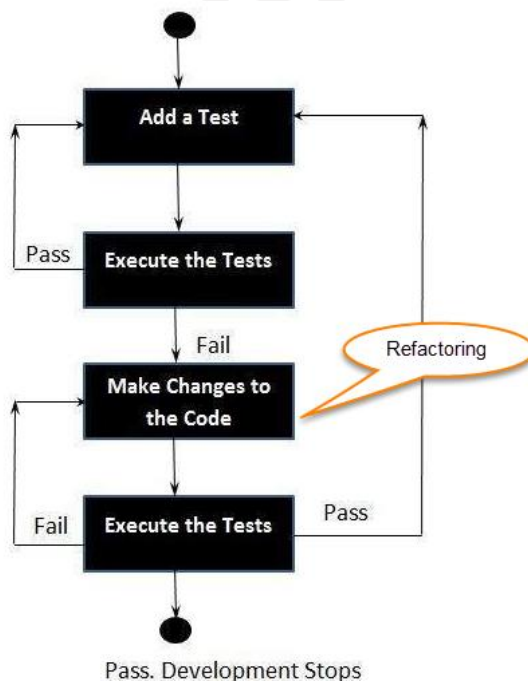 Add a Test
Pass
Execute the Tests
Fail
Refactoring
Make Changes to
the Code
Fail
Execute the Tests
Pass
Pass. Development Stops